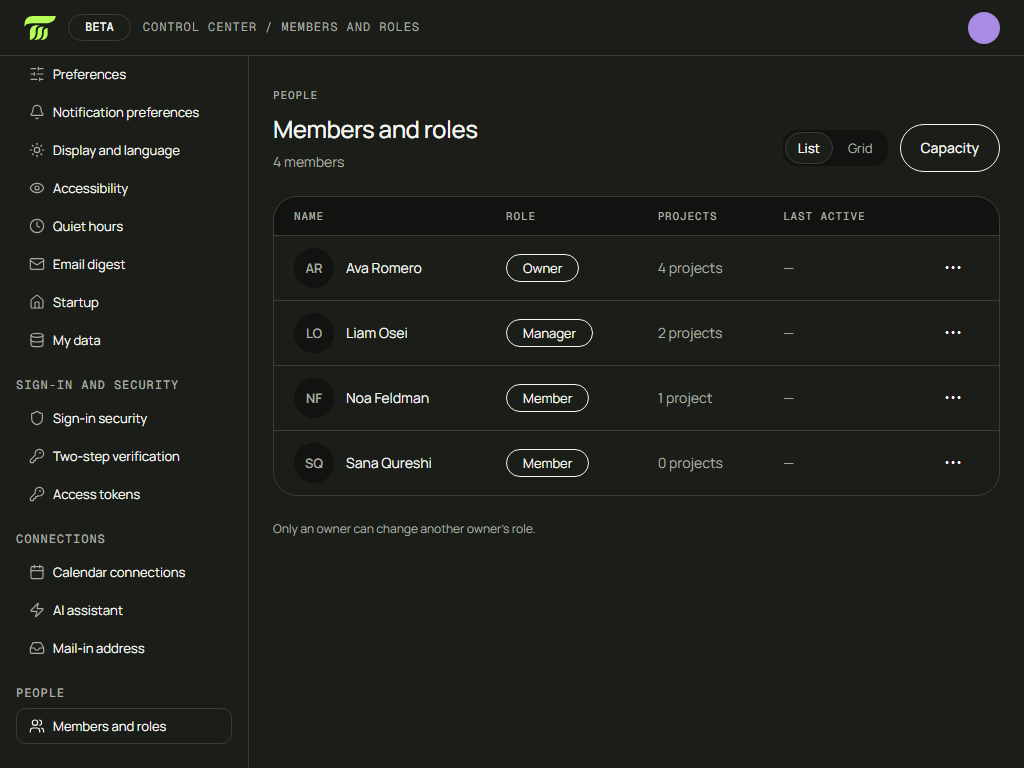 BETA CONTROL CENTER / MEMBERS AND ROLES
Preferences
Notification preferences
Display and language
Accessibility
Quiet hours
Email digest
Startup
My data
SIGN-IN AND SECURITY
Sign-in security
Two-step verification
Access tokens
CONNECTIONS
Calendar connections
AI assistant
Mail-in address
PEOPLE
Members and roles
PEOPLE
Members and roles
4 members
List Grid Capacity
NAME ROLE PROJECTS LAST ACTIVE
AR Ava Romero Owner 4 projects —
LO Liam Osei Manager 2 projects —
NF Noa Feldman Member 1 project —
SQ Sana Qureshi Member 0 projects —
Only an owner can change another owner's role.